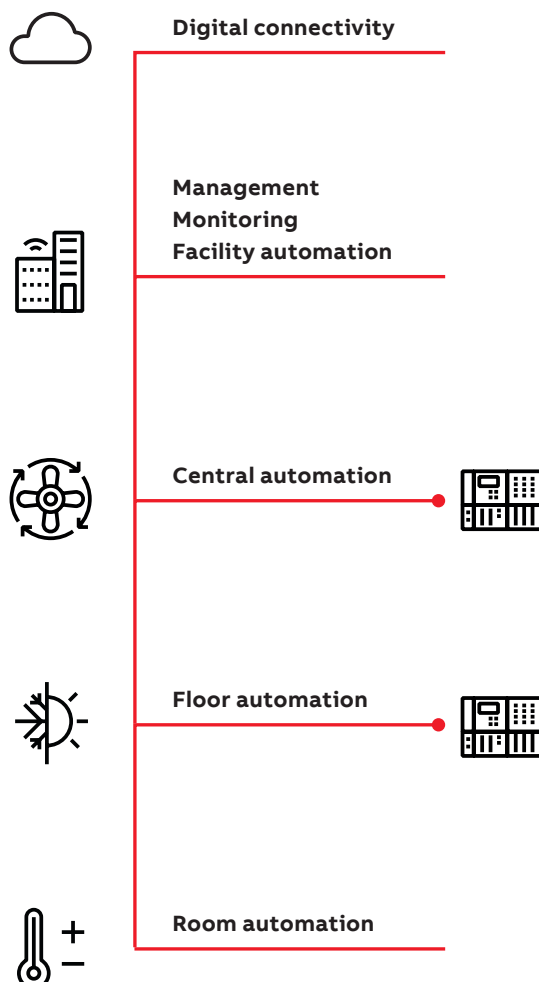 Digital connectivity
Management
Monitoring
Facility automation
Central automation
Floor automation
Room automation